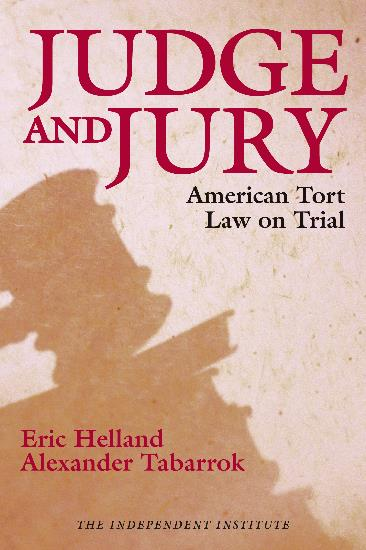 JUDGE
AND JURY
American Tort
Law on Trial
Eric Helland
Alexander Tabarrok
THE INDEPENDENT INSTITUTE